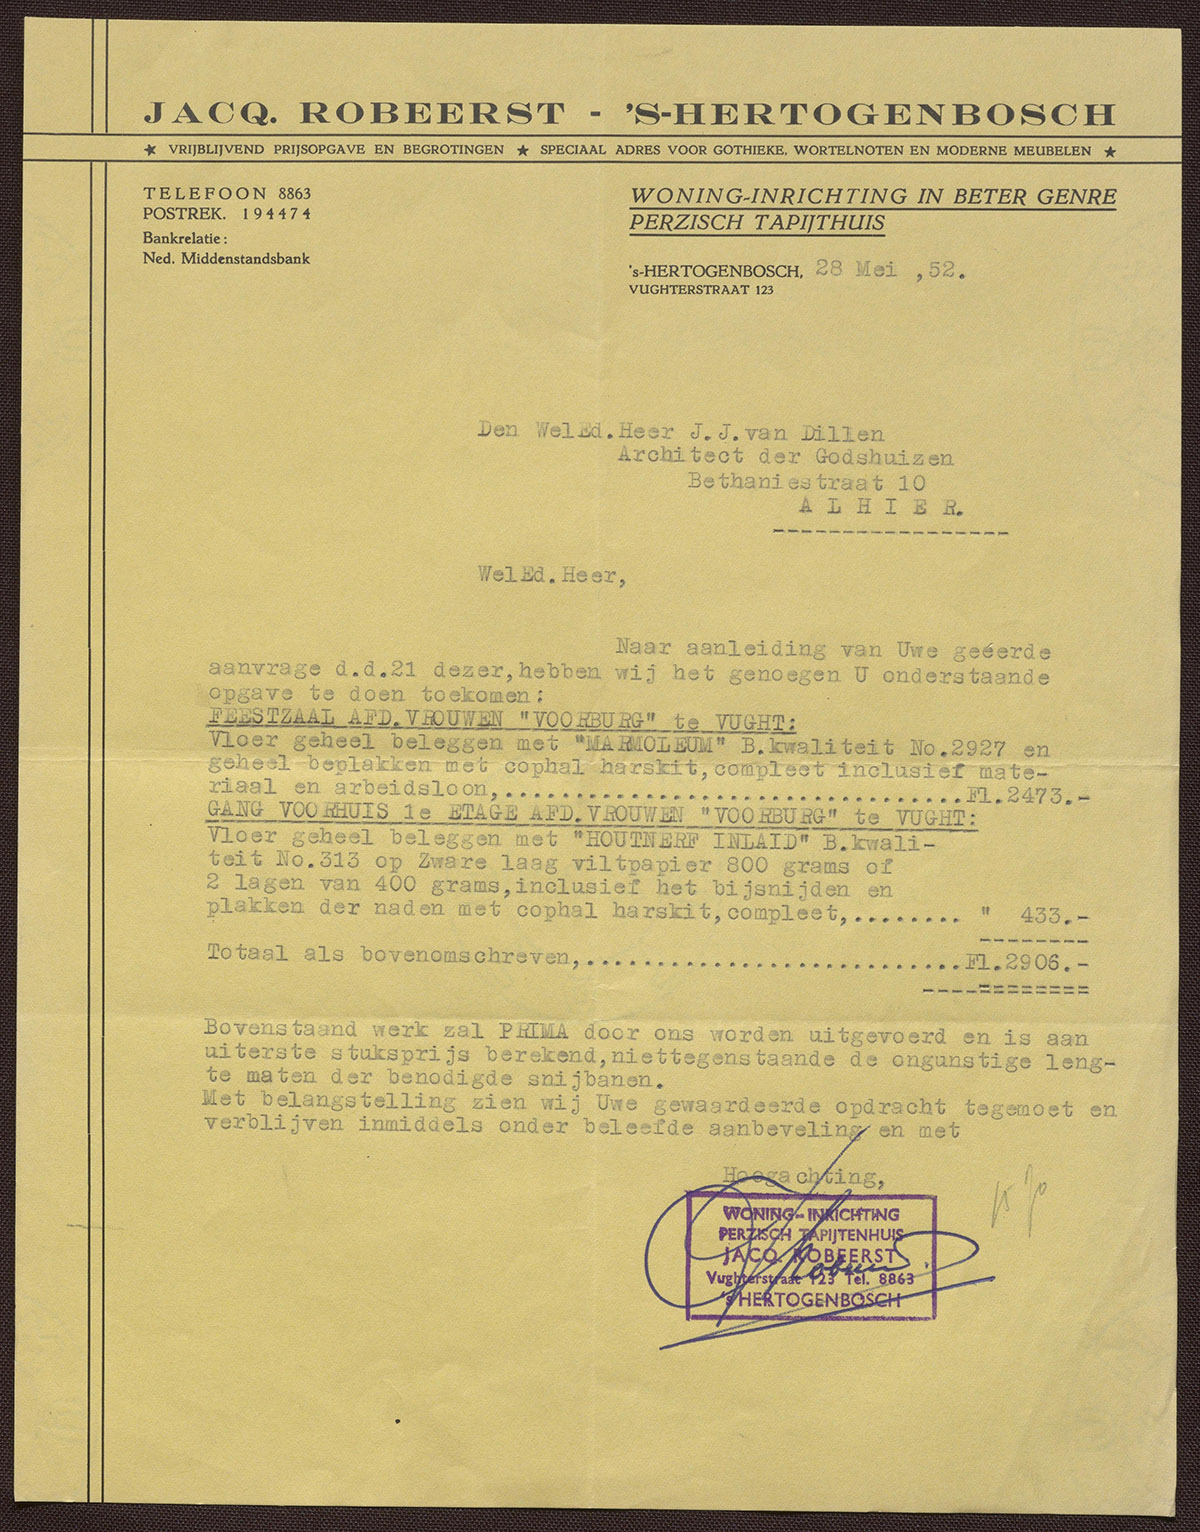 JACQ. ROBEERST - 'S-HERTOGENBOSCH
★ VRIJBLIJVEND PRIJSOPGAVE EN BEGROTINGEN ★ SPECIAAL ADRES VOOR GOTHIEKE, WORTELNOTEN EN MODERNE MEUBELEN ★
TELEFOON 8863
POSTREK. 194474
Bankrelatie:
Ned. Middenstandsbank
WONING-INRICHTING IN BETER GENRE
PERZISCH TAPIJTHUIS
's-HERTOGENBOSCH, 28 Mei ,52.
VUGHTERSTRAAT 123
Den WelEd.Heer J.J.van Dillen
Architect der Godshuizen
Bethaniestraat 10
A L H I E R.
WelEd.Heer,
Naar aanleiding van Uwe geéerde
aanvrage d.d.21 dezer,hebben wij het genoegen U onderstaande
opgave te doen toekomen:
FEESTZAAL AFD.VROUWEN "VOORBURG" te VUGHT:
Vloer geheel beleggen met "MARMOLEUM" B.kwaliteit No.2927 en
geheel beplakken met cophal harskit,compleet inclusief mate-
riaal en arbeidsloon,.................................Fl.2473.-
GANG VOORHUIS 1e ETAGE AFD.VROUWEN "VOORBURG" te VUGHT:
Vloer geheel beleggen met "HOUTNERF INLAID" B.kwali-
teit No.313 op Zware laag viltpapier 800 grams of
2 lagen van 400 grams,inclusief het bijsnijden en
plakken der naden met cophal harskit,compleet,........ " 433.-
Totaal als bovenomschreven,...........................Fl.2906.-
Bovenstaand werk zal PRIMA door ons worden uitgevoerd en is aan
uiterste stuksprijs berekend,niettegenstaande de ongunstige leng-
te maten der benodigde snijbanen.
Met belangstelling zien wij Uwe gewaardeerde opdracht tegemoet en
verblijven inmiddels onder beleefde aanbeveling en met
Hoogachting,
WONING-INRICHTING
PERZISCH TAPIJTENHUIS
JACQ. ROBEERST
Vughterstraat 123 Tel. 8863
's HERTOGENBOSCH